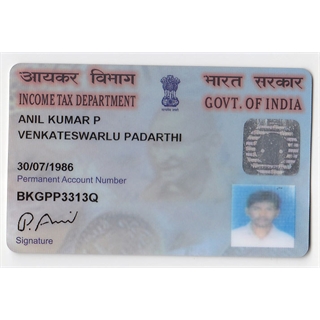 आयकर विभाग
भारत सरकार
INCOME TAX DEPARTMENT
GOVT. OF INDIA
ANIL KUMAR P
VENKATESWARLU PADARTHI
30/07/1986
Permanent Account Number
BKGPP3313Q
P. Anil
Signature